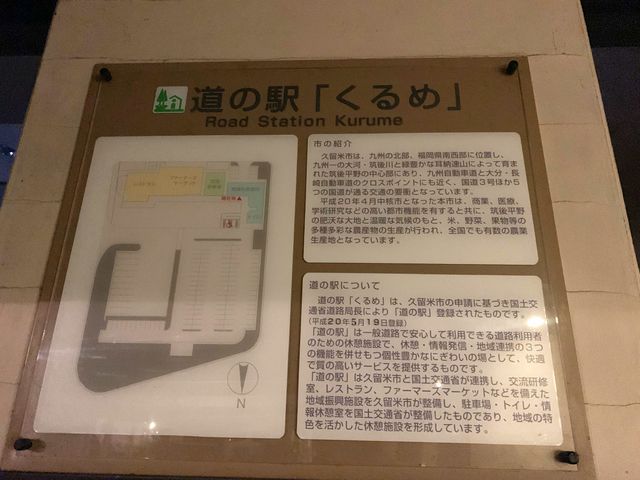 道の駅「くるめ」
Road Station Kurume
市の紹介
久留米市は、九州の北部、福岡県南西部に位置し、
九州一の大河・筑後川と緑豊かな耳納連山によって育ま
れた筑後平野の中心部にあり、九州自動車道と大分・長
崎自動車道のクロスポイントにも近く、国道3号ほか5
つの国道が通る交通の要衝となっています。
平成20年4月中核市となった本市は、商業、医療、
学術研究などの高い都市機能を有すると共に、筑後平野
の肥沃な大地と温暖な気候のもと、米、野菜、果物等の
多種多彩な農産物の生産が行われ、全国でも有数の農業
生産地となっています。
道の駅について
道の駅「くるめ」は、久留米市の申請に基づき国土交
通省道路局長により「道の駅」登録されたものです。
(平成20年5月19日登録)
「道の駅」は一般道路で安心して利用できる道路利用者
のための休憩施設で、休憩・情報発信・地域連携の3つ
の機能を併せもつ個性豊かなにぎわいの場として、快適
で質の高いサービスを提供するものです。
「道の駅」は久留米市と国土交通省が連携し、交流研修
室、レストラン、ファーマーズマーケットなどを備えた
地域振興施設を久留米市が整備し、駐車場・トイレ・情
報休憩室を国土交通省が整備したものであり、地域の特
色を活かした休憩施設を形成しています。
レストラン
ファーマーズ
マーケット
現在地
トイレ
N